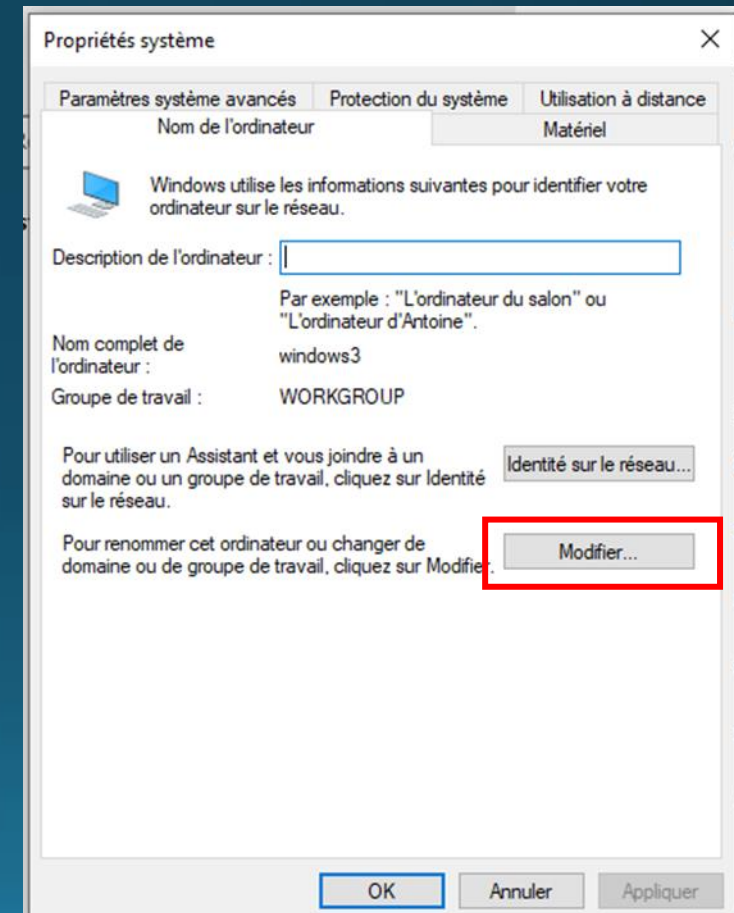 Propriétés système
Paramètres système avancés Protection du système Utilisation à distance
Nom de l'ordinateur Matériel
Windows utilise les informations suivantes pour identifier votre
ordinateur sur le réseau.
Description de l'ordinateur :
Par exemple : "L'ordinateur du salon" ou
"L'ordinateur d'Antoine".
Nom complet de
l'ordinateur :
windows3
Groupe de travail : WORKGROUP
Pour utiliser un Assistant et vous joindre à un
domaine ou un groupe de travail, cliquez sur Identité
sur le réseau.
Identité sur le réseau...
Pour renommer cet ordinateur ou changer de
domaine ou de groupe de travail, cliquez sur Modifier.
Modifier...
OK Annuler Appliquer